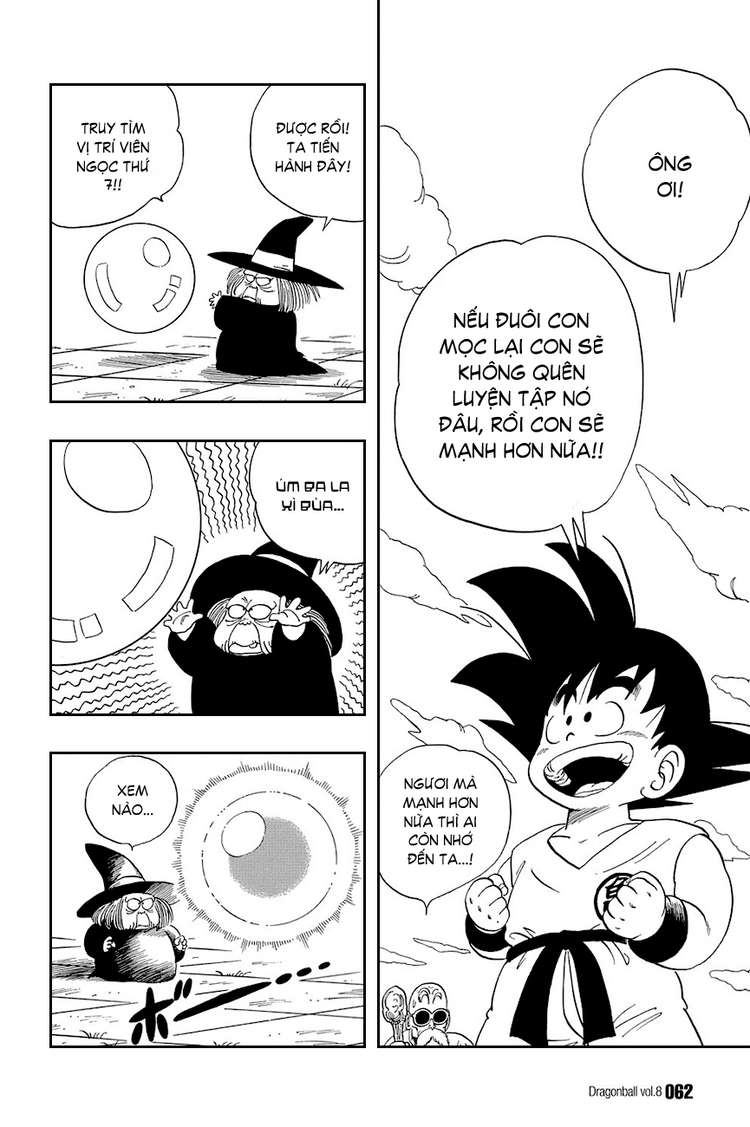 ÔNG
ƠI!
NẾU ĐUÔI CON
MỌC LẠI CON SẼ
KHÔNG QUÊN
LUYỆN TẬP NÓ
ĐÂU, RỒI CON SẼ
MẠNH HƠN NỮA!!
NGƯƠI MÀ
MẠNH HƠN
NỮA THÌ AI
CÒN NHỚ
ĐẾN TA...!
ĐƯỢC RỒI!
TA TIẾN
HÀNH ĐÂY!
TRUY TÌM
VỊ TRÍ VIÊN
NGỌC THỨ
7!!
ÚM BA LA
XÌ BÙA...
XEM
NÀO...
ボー
Dragonball vol.8 062